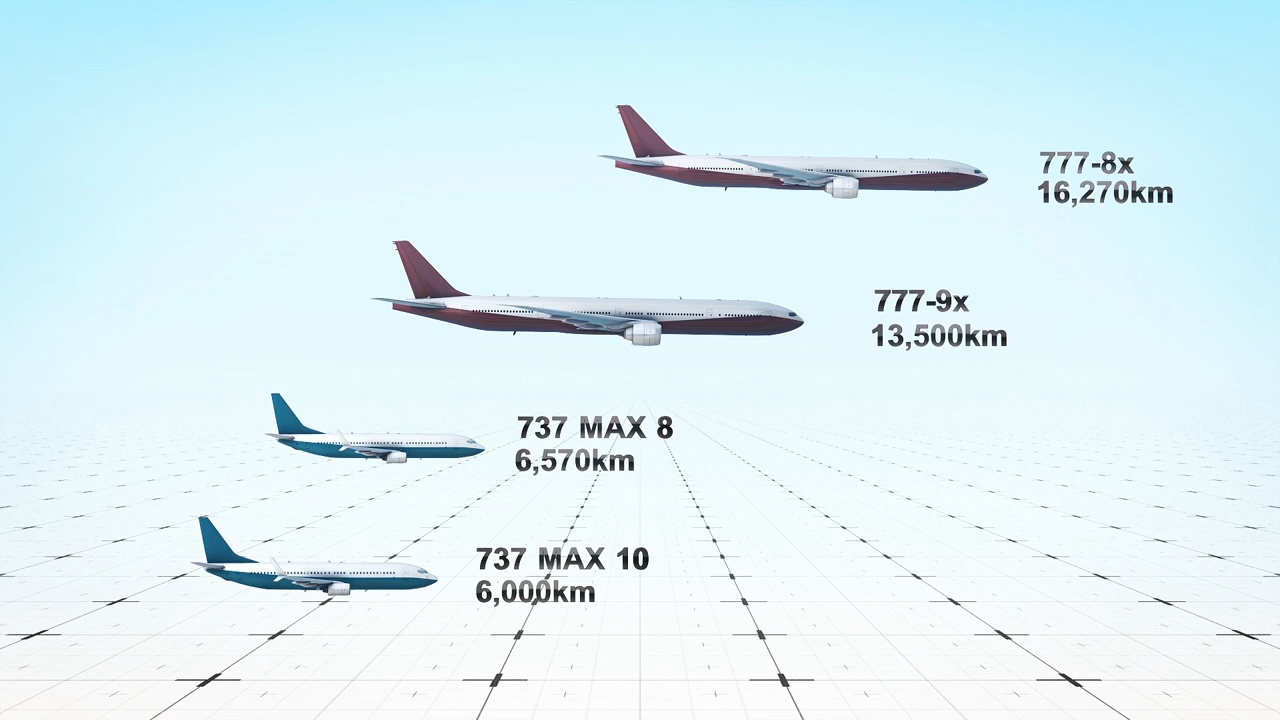 777-8x
16,270km
777-9x
13,500km
737 MAX 8
6,570km
737 MAX 10
6,000km